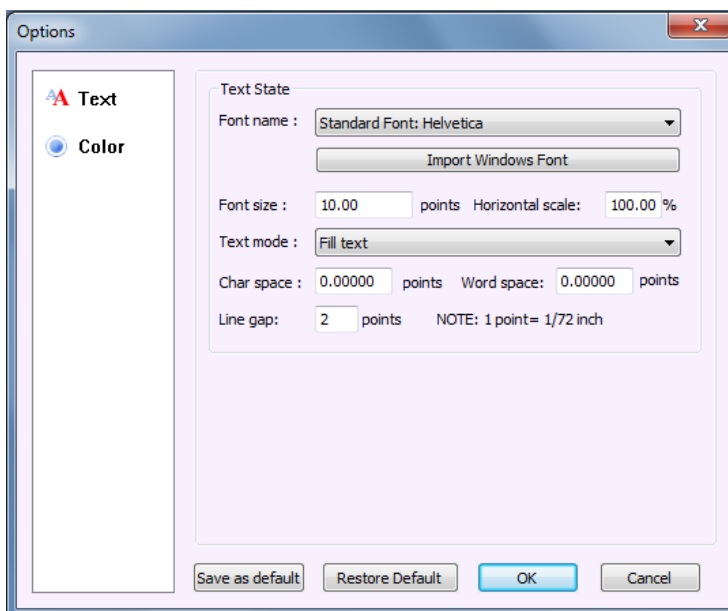 Options
Text
Color
Text State
Font name :
Standard Font: Helvetica
Import Windows Font
Font size : 10.00 points Horizontal scale: 100.00 %
Text mode : Fill text
Char space : 0.00000 points Word space: 0.00000 points
Line gap: 2 points NOTE: 1 point= 1/72 inch
Save as default Restore Default OK Cancel